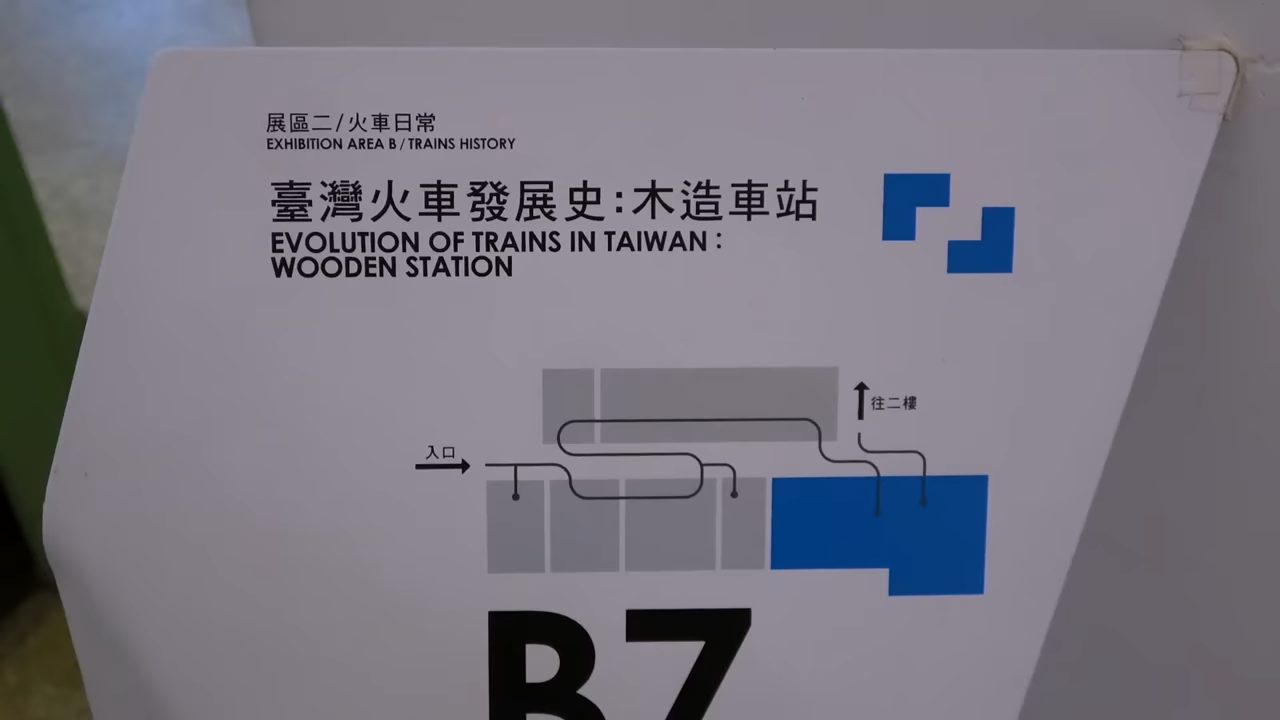 展區二/火車日常
EXHIBITION AREA B / TRAINS HISTORY
臺灣火車發展史:木造車站
EVOLUTION OF TRAINS IN TAIWAN :
WOODEN STATION
往二樓
入口
B7